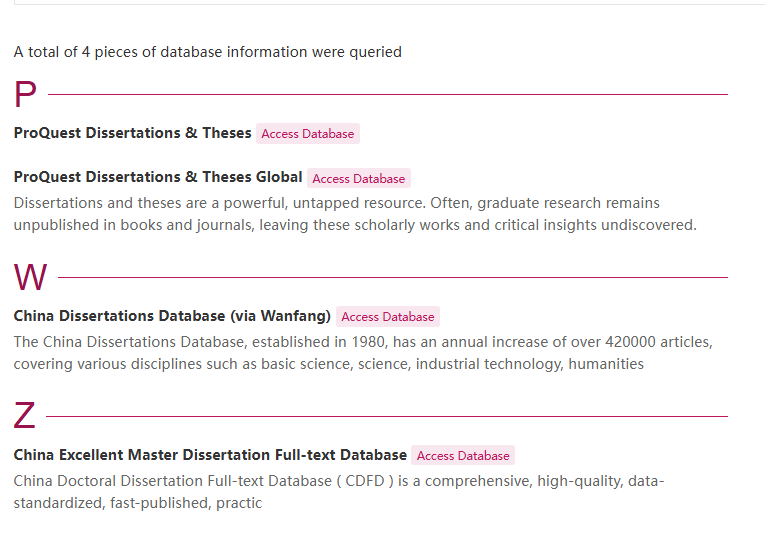 A total of 4 pieces of database information were queried
P
ProQuest Dissertations & Theses Access Database
ProQuest Dissertations & Theses Global Access Database
Dissertations and theses are a powerful, untapped resource. Often, graduate research remains
unpublished in books and journals, leaving these scholarly works and critical insights undiscovered.
W
China Dissertations Database (via Wanfang) Access Database
The China Dissertations Database, established in 1980, has an annual increase of over 420000 articles,
covering various disciplines such as basic science, science, industrial technology, humanities
Z
China Excellent Master Dissertation Full-text Database Access Database
China Doctoral Dissertation Full-text Database ( CDFD ) is a comprehensive, high-quality, data-
standardized, fast-published, practic